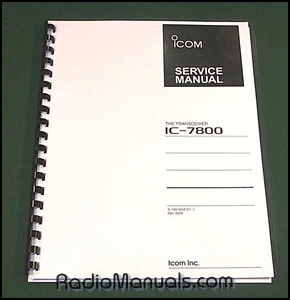 ICOM
SERVICE
MANUAL
THE TRANSCEIVER
IC-7800
Icom Inc.
RadioManuals.com